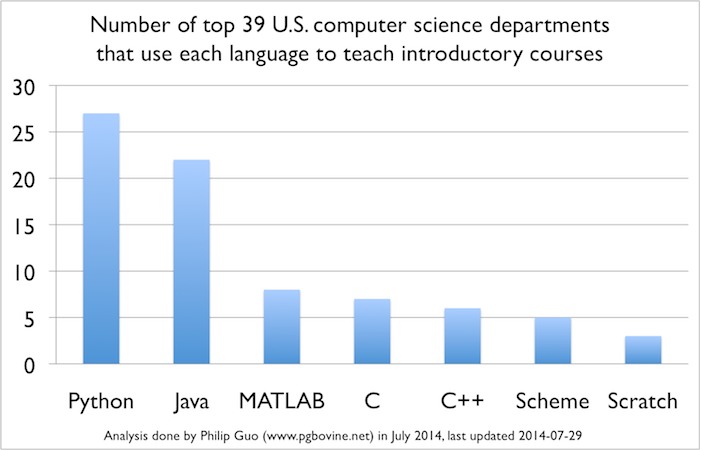 Number of top 39 U.S. computer science departments
that use each language to teach introductory courses
30
25
20
15
10
5
0
Python Java MATLAB C C++ Scheme Scratch
Analysis done by Philip Guo (www.pgbovine.net) in July 2014, last updated 2014-07-29